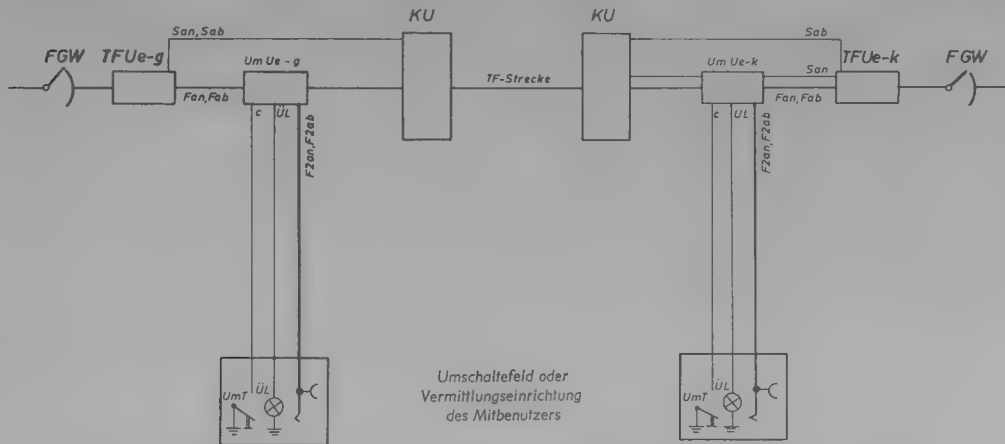 KU
KU
San, Sab
Sab
FGW
TFUe-g
Um Ue-g
TF-Strecke
Um Ue-k
San
TFUe-k
FGW
Fan, Fab
Fan, Fab
c
ÜL
F2an, F2ab
c
UL
F2an, F2ab
UmT
ÜL
Umschaltefeld oder
Vermittlungseinrichtung
des Mitbenutzers
UmT
ÜL